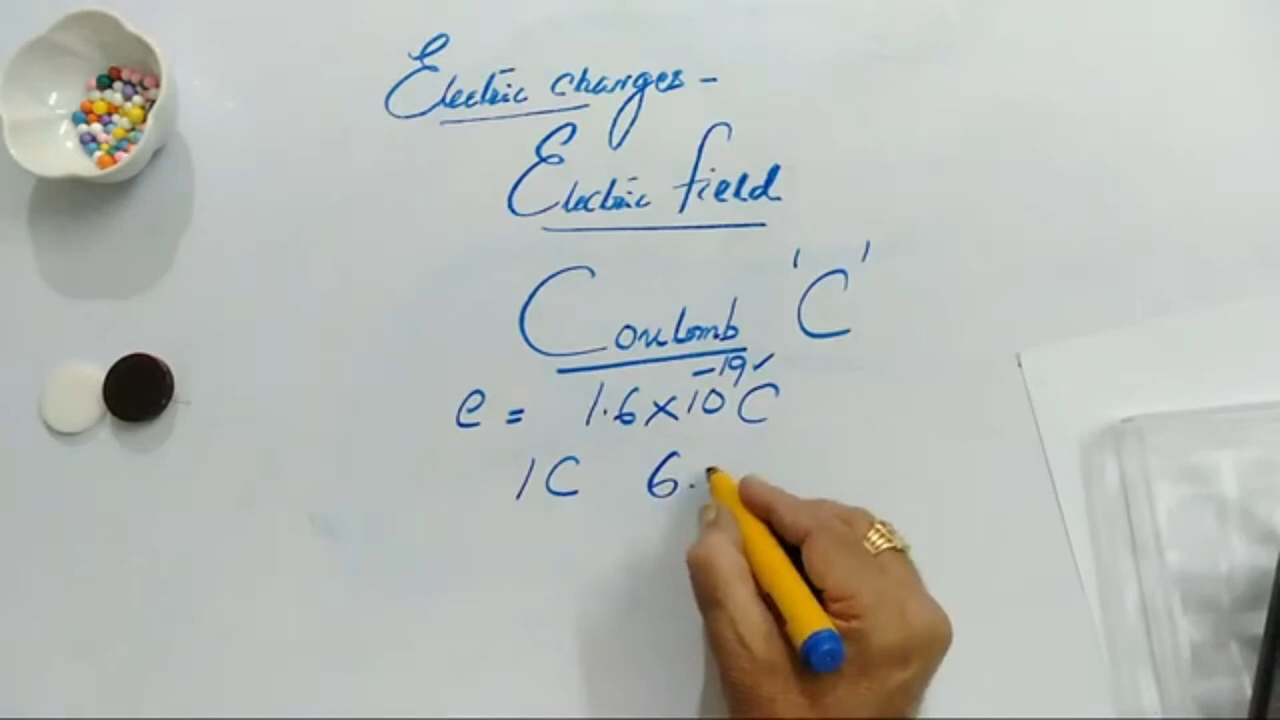 Electric charges -
Electric field
Coulomb 'C'
e = 1.6×10⁻¹⁹ C
1C 6.